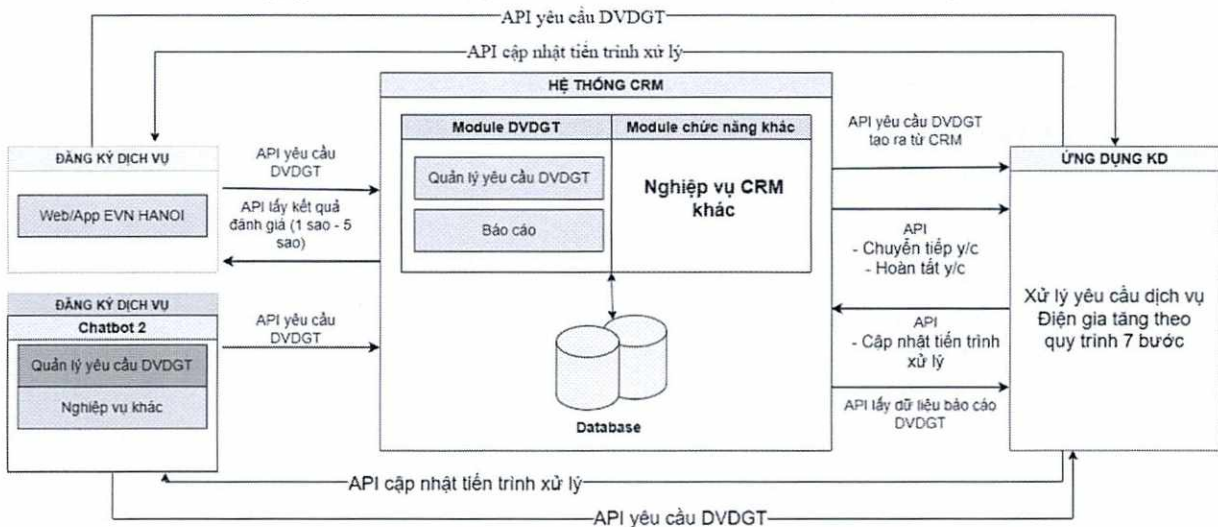 API yêu cầu DVDGT
API cập nhật tiến trình xử lý
HỆ THỐNG CRM
Module DVDGT
Module chức năng khác
Quản lý yêu cầu DVDGT
Báo cáo
Nghiệp vụ CRM
khác
Database
ĐĂNG KÝ DỊCH VỤ
Web/App EVN HANOI
API yêu cầu
DVDGT
API lấy kết quả
đánh giá (1 sao - 5
sao)
ĐĂNG KÝ DỊCH VỤ
Chatbot 2
Quản lý yêu cầu DVDGT
Nghiệp vụ khác
API yêu cầu
DVDGT
API yêu cầu DVDGT
tạo ra từ CRM
API
- Chuyển tiếp y/c
- Hoàn tất y/c
API
- Cập nhật tiến trình
xử lý
API lấy dữ liệu báo cáo
DVDGT
ỨNG DỤNG KD
Xử lý yêu cầu dịch vụ
Điện gia tăng theo
quy trình 7 bước
API cập nhật tiến trình xử lý
API yêu cầu DVDGT